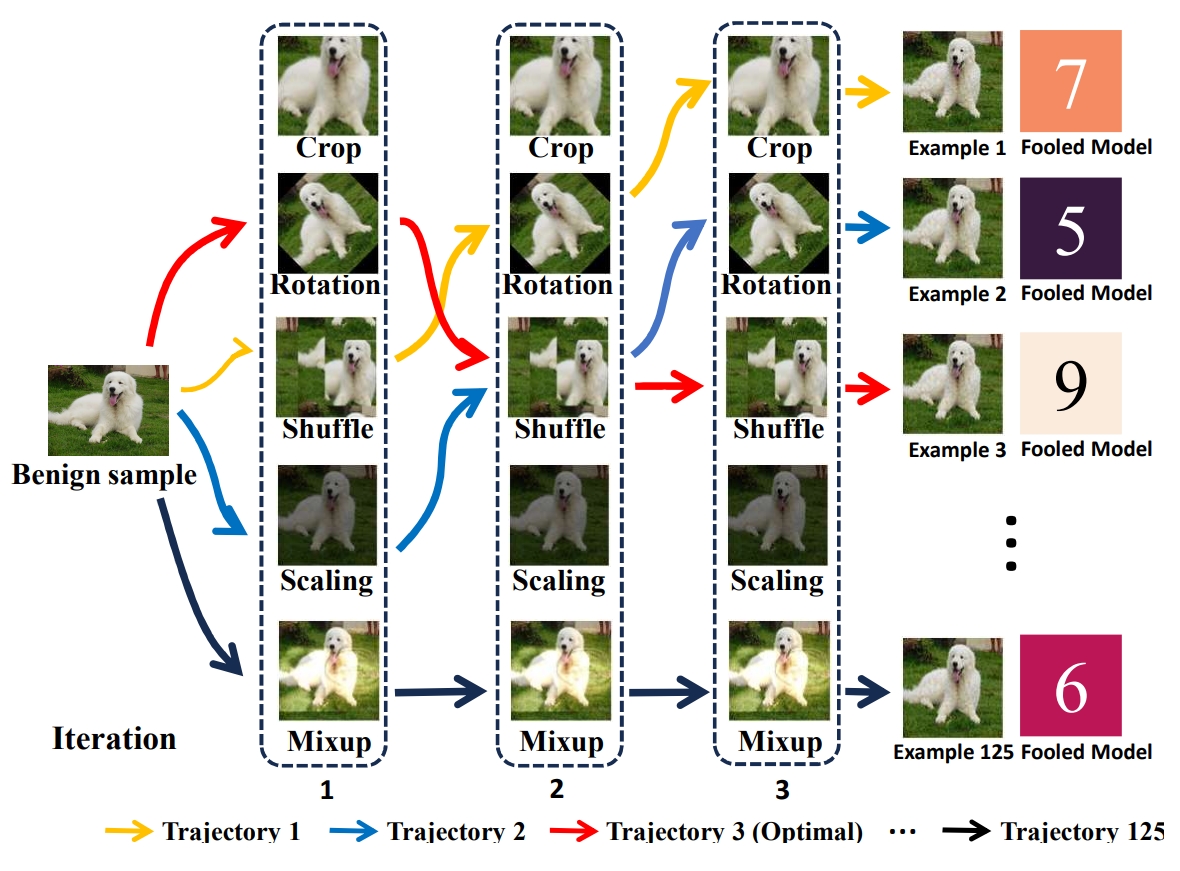 Crop Crop Crop 7
Example 1 Fooled Model
Rotation Rotation Rotation 5
Example 2 Fooled Model
Shuffle Shuffle Shuffle 9
Example 3 Fooled Model
Benign sample
Scaling Scaling Scaling
Mixup Mixup Mixup 6
Example 125 Fooled Model
Iteration 1 2 3
Trajectory 1 Trajectory 2 Trajectory 3 (Optimal) ... Trajectory 125